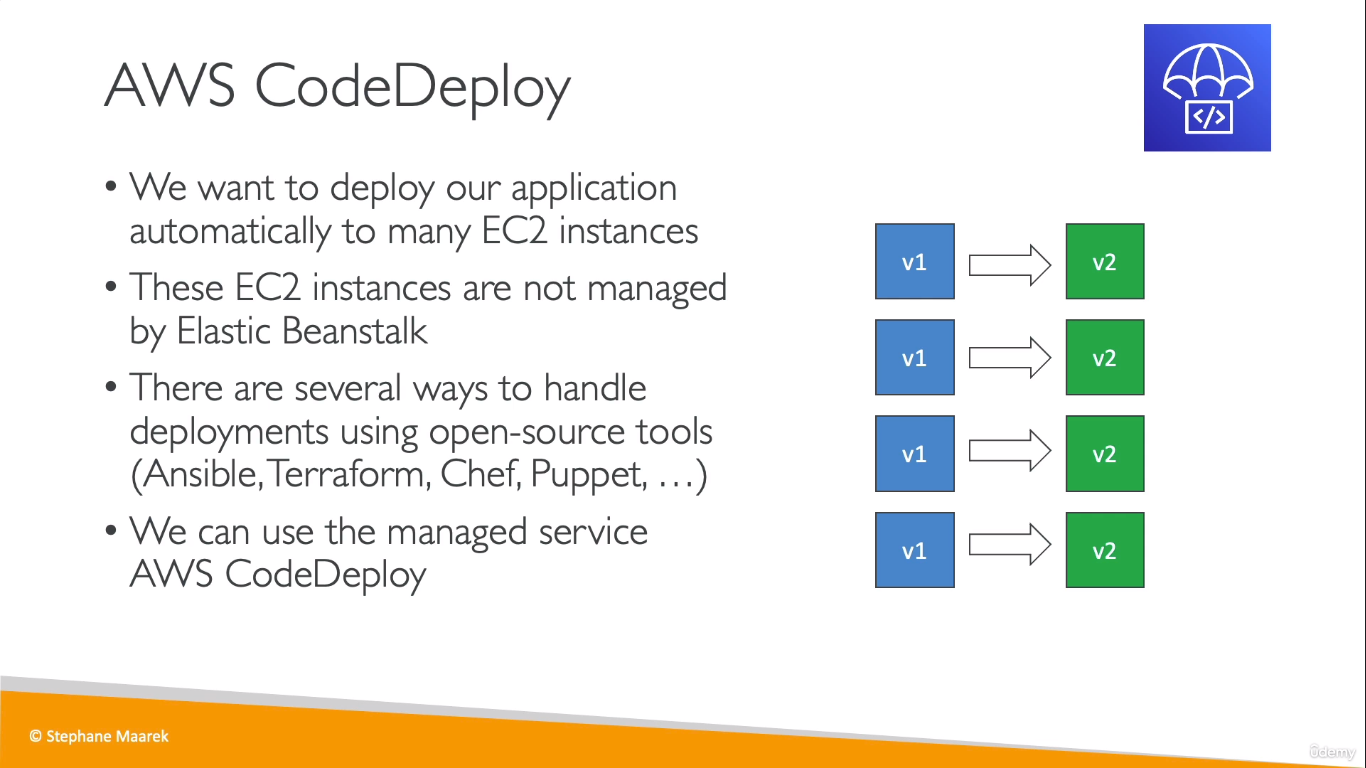 AWS CodeDeploy
</>
• We want to deploy our application
automatically to many EC2 instances
• These EC2 instances are not managed
by Elastic Beanstalk
• There are several ways to handle
deployments using open-source tools
(Ansible, Terraform, Chef, Puppet, …)
• We can use the managed service
AWS CodeDeploy
v1 v2
v1 v2
v1 v2
v1 v2
© Stephane Maarek
ûdemy